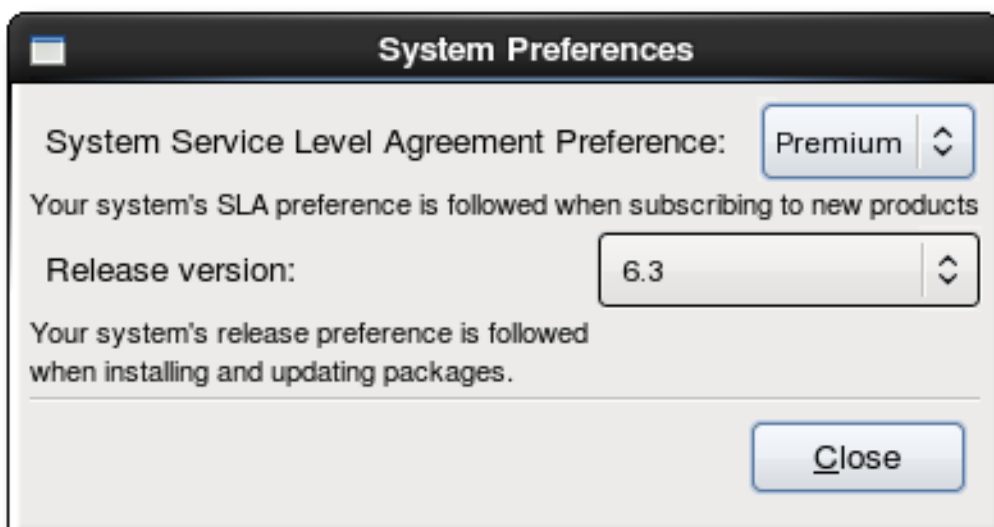 System Preferences
System Service Level Agreement Preference: Premium
Your system's SLA preference is followed when subscribing to new products
Release version: 6.3
Your system's release preference is followed
when installing and updating packages.
Close